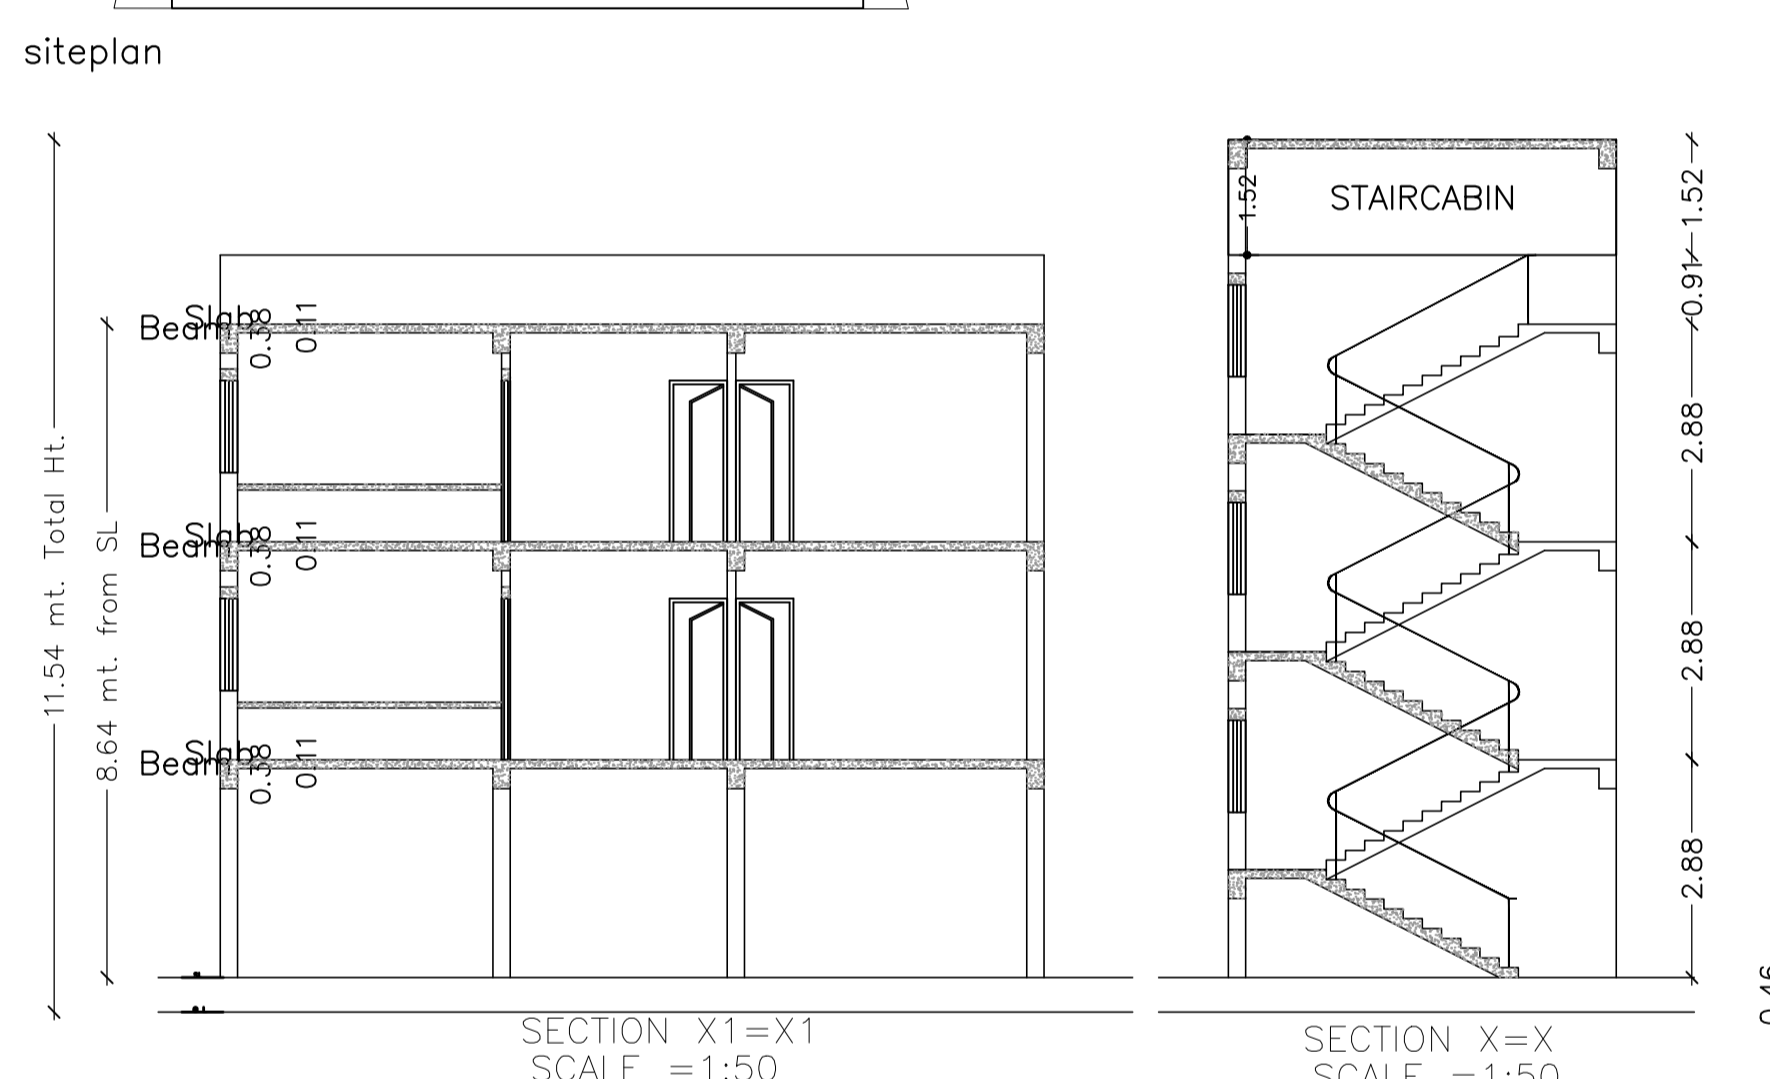 siteplan
11.54 mt. Total Ht.
8.64 mt. from SL
Slab
Beam
0.38
0.11
Slab
Beam
0.38
0.11
Slab
Beam
0.38
0.11
SECTION X1=X1
SCALE =1:50
STAIRCABIN
1.52
1.52
0.91
2.88
2.88
2.88
SECTION X=X
SCALE =1:50
0.46